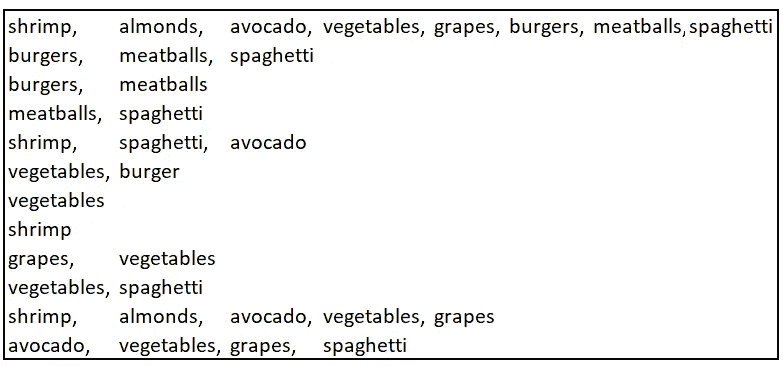 shrimp, almonds, avocado, vegetables, grapes, burgers, meatballs, spaghetti
burgers, meatballs, spaghetti
burgers, meatballs
meatballs, spaghetti
shrimp, spaghetti, avocado
vegetables, burger
vegetables
shrimp
grapes, vegetables
vegetables, spaghetti
shrimp, almonds, avocado, vegetables, grapes
avocado, vegetables, grapes, spaghetti